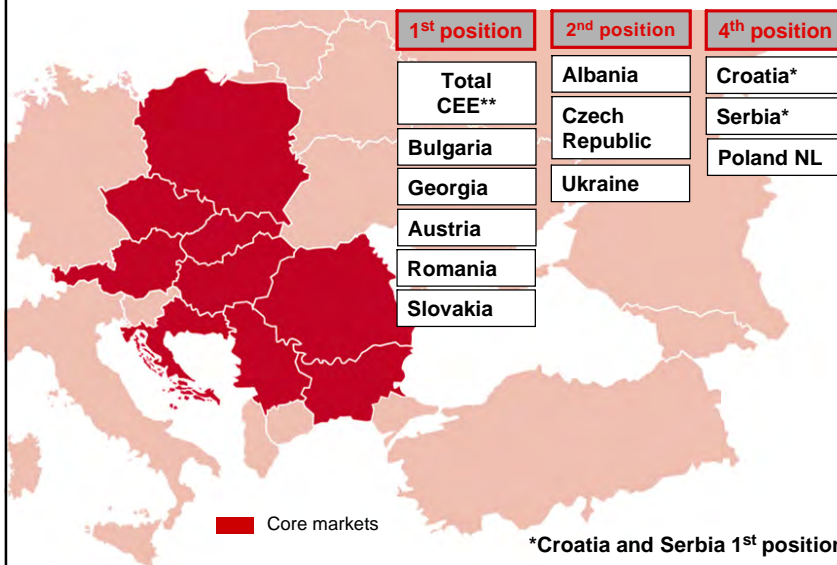 1st position
Total
CEE**
Bulgaria
Georgia
Austria
Romania
Slovakia
2nd position
Albania
Czech
Republic
Ukraine
4th position
Croatia*
Serbia*
Poland NL
Core markets
*Croatia and Serbia 1st position